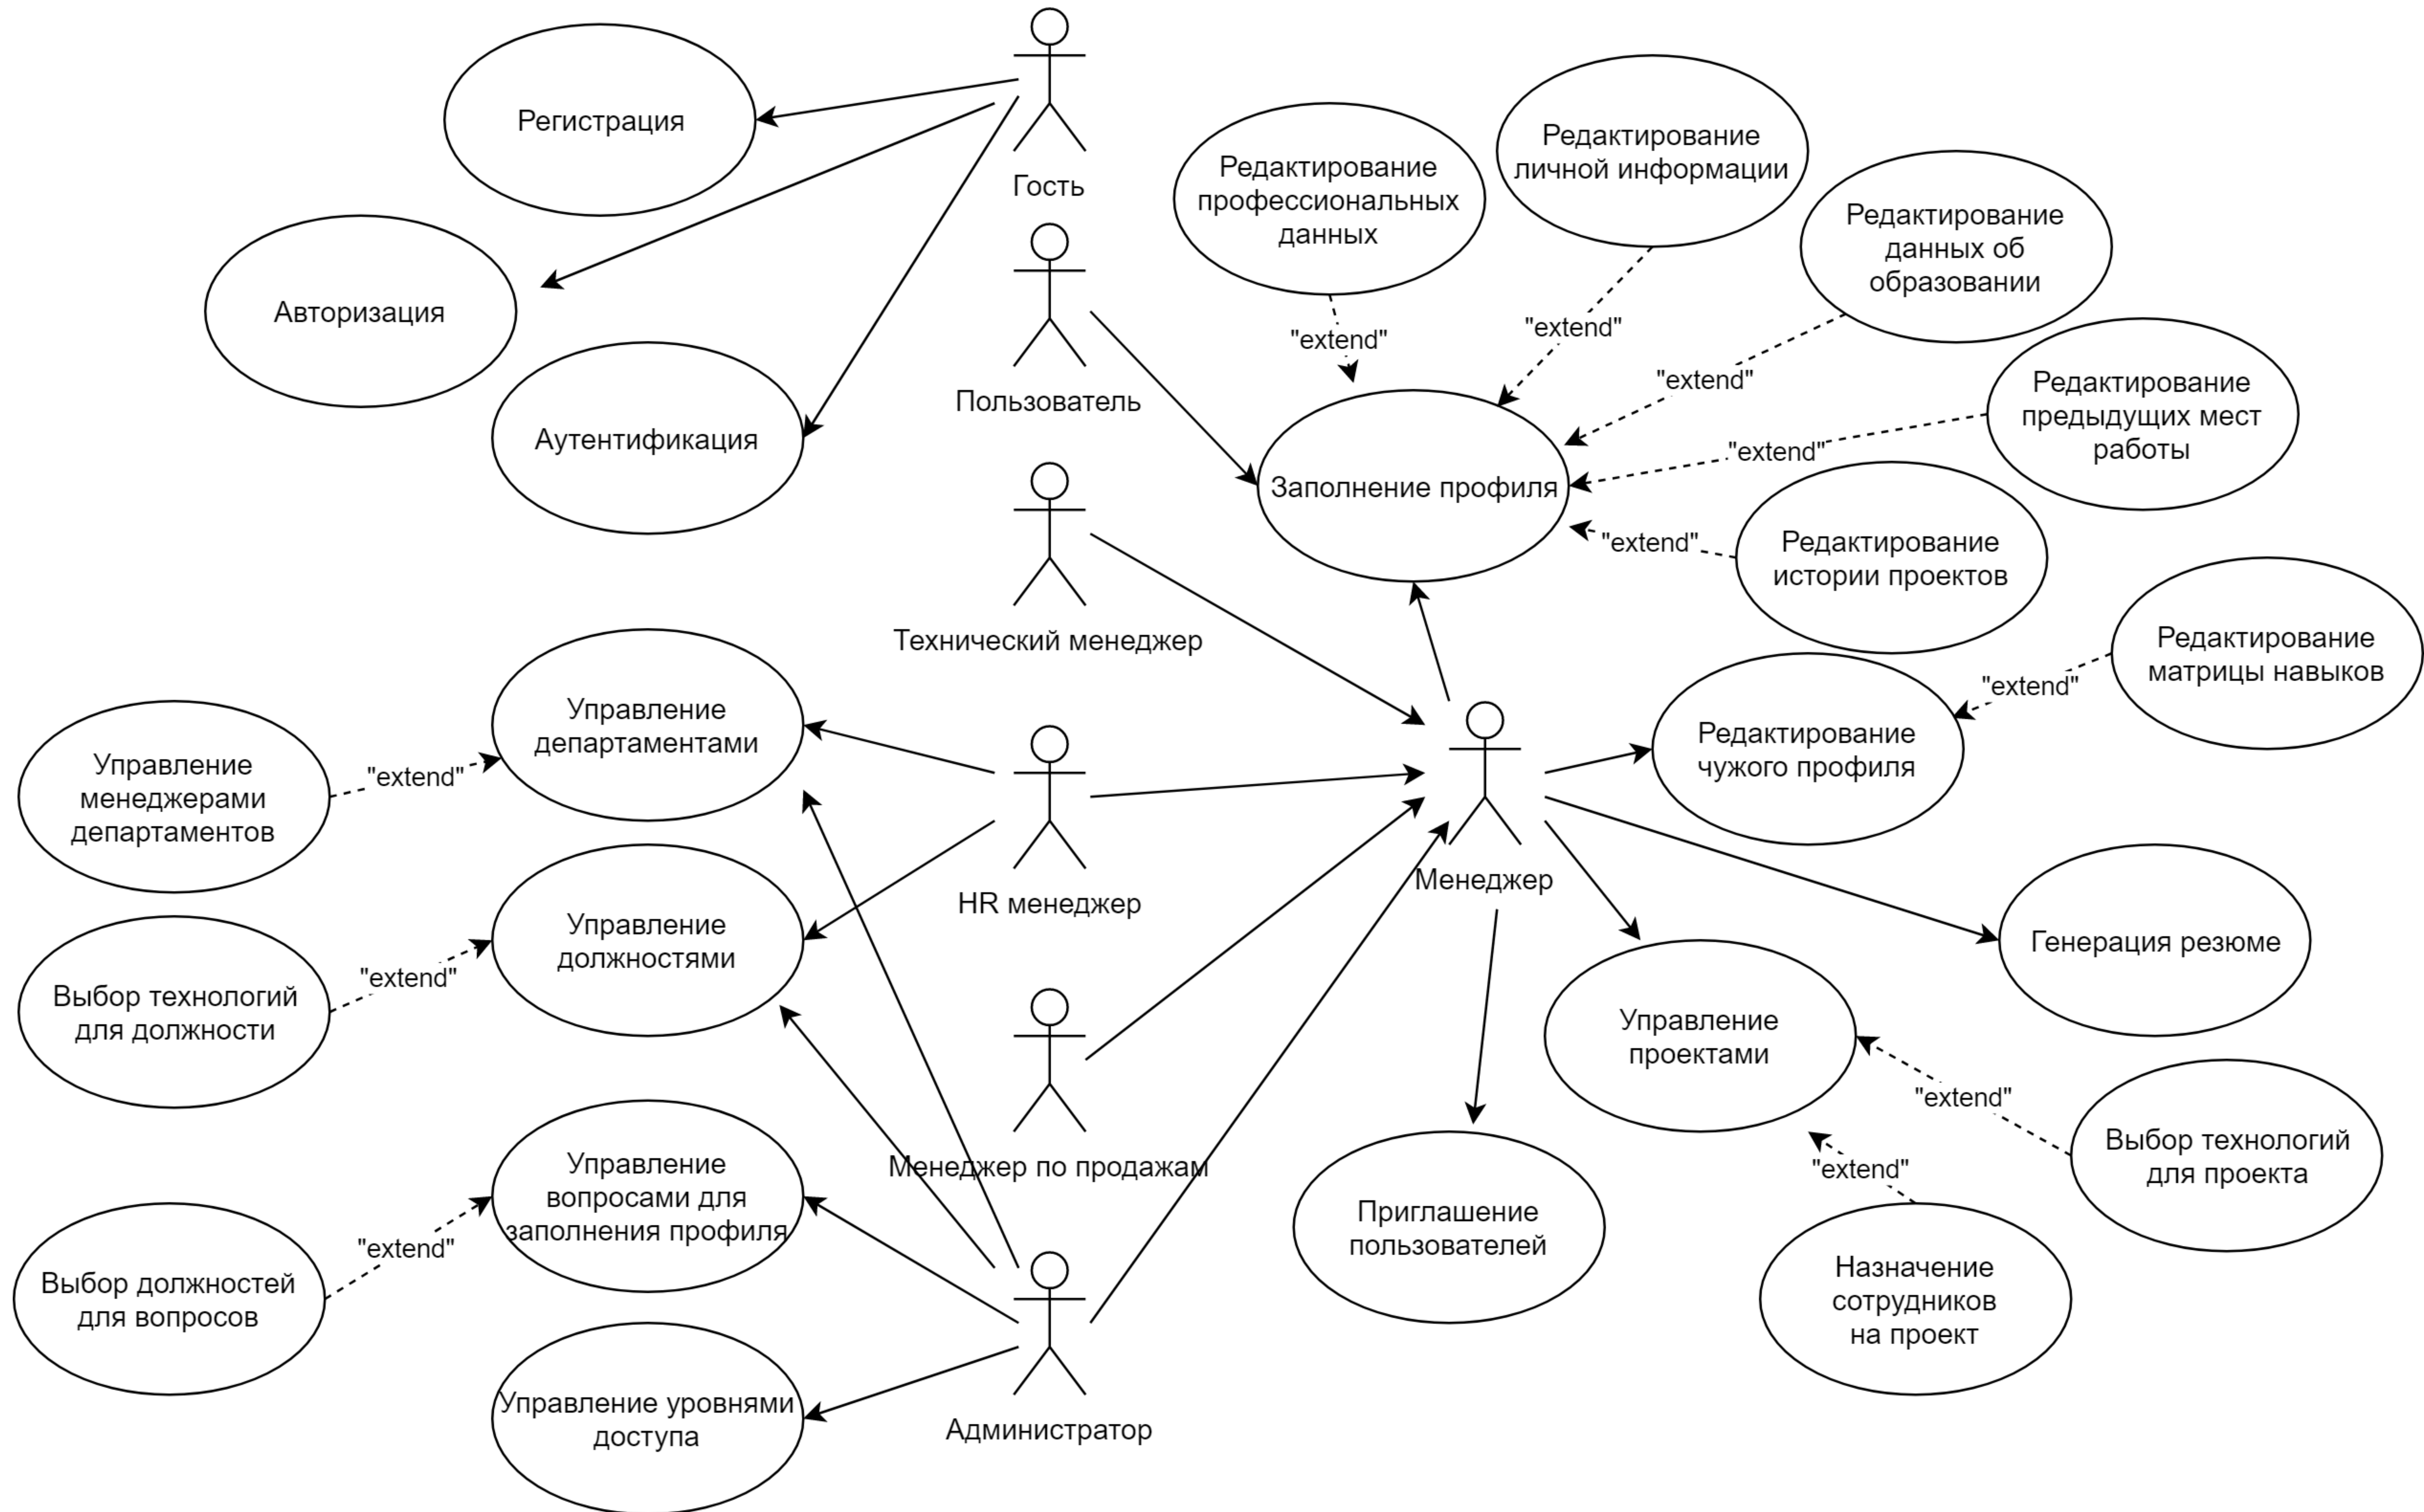 Регистрация
Гость
Авторизация
Аутентификация
Пользователь
Редактирование
профессиональных
данных
Редактирование
личной информации
Редактирование
данных об
образовании
Редактирование
предыдущих мест
работы
"extend"
"extend"
"extend"
"extend"
"extend"
Заполнение профиля
Редактирование
истории проектов
Технический менеджер
Редактирование
матрицы навыков
"extend"
Редактирование
чужого профиля
Управление
департаментами
Управление
менеджерами
департаментов
"extend"
HR менеджер
Менеджер
Управление
должностями
"extend"
Выбор технологий
для должности
Генерация резюме
Управление
проектами
"extend"
"extend"
Выбор технологий
для проекта
Менеджер по продажам
Управление
вопросами для
заполнения профиля
"extend"
Выбор должностей
для вопросов
Приглашение
пользователей
Назначение
сотрудников
на проект
Управление уровнями
доступа
Администратор